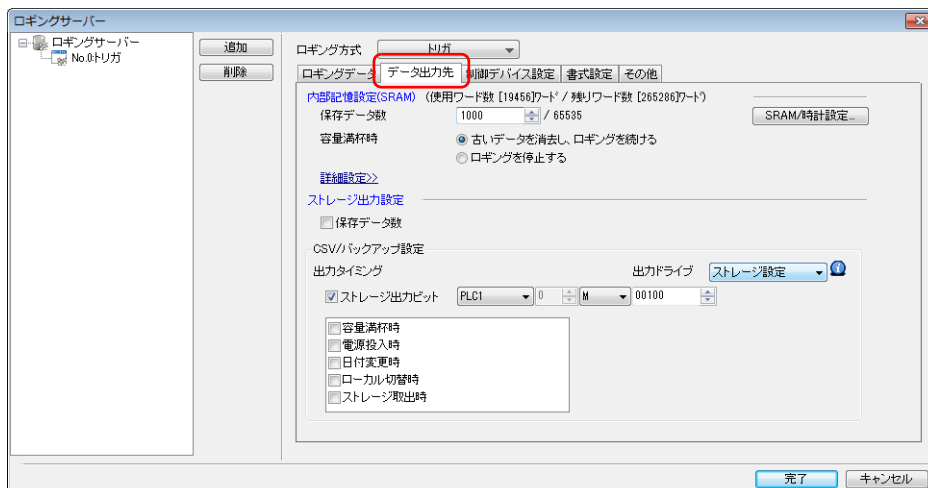 ロギングサーバー
ロギングサーバー
No.0:トリガ
追加
削除
ロギング方式 トリガ
ロギングデータ データ出力先 制御デバイス設定 書式設定 その他
内部記憶設定(SRAM) (使用ワード数 [19456]ワード / 残りワード数 [265286]ワード)
保存データ数 1000 / 65535 SRAM/時計設定...
容量満杯時 古いデータを消去し、ロギングを続ける
ロギングを停止する
詳細設定>>
ストレージ出力設定
保存データ数
CSV/バックアップ設定
出力タイミング 出力ドライブ ストレージ設定
ストレージ出力ビット PLC1 0 M 00100
容量満杯時
電源投入時
日付変更時
ローカル切替時
ストレージ取出時
完了 キャンセル